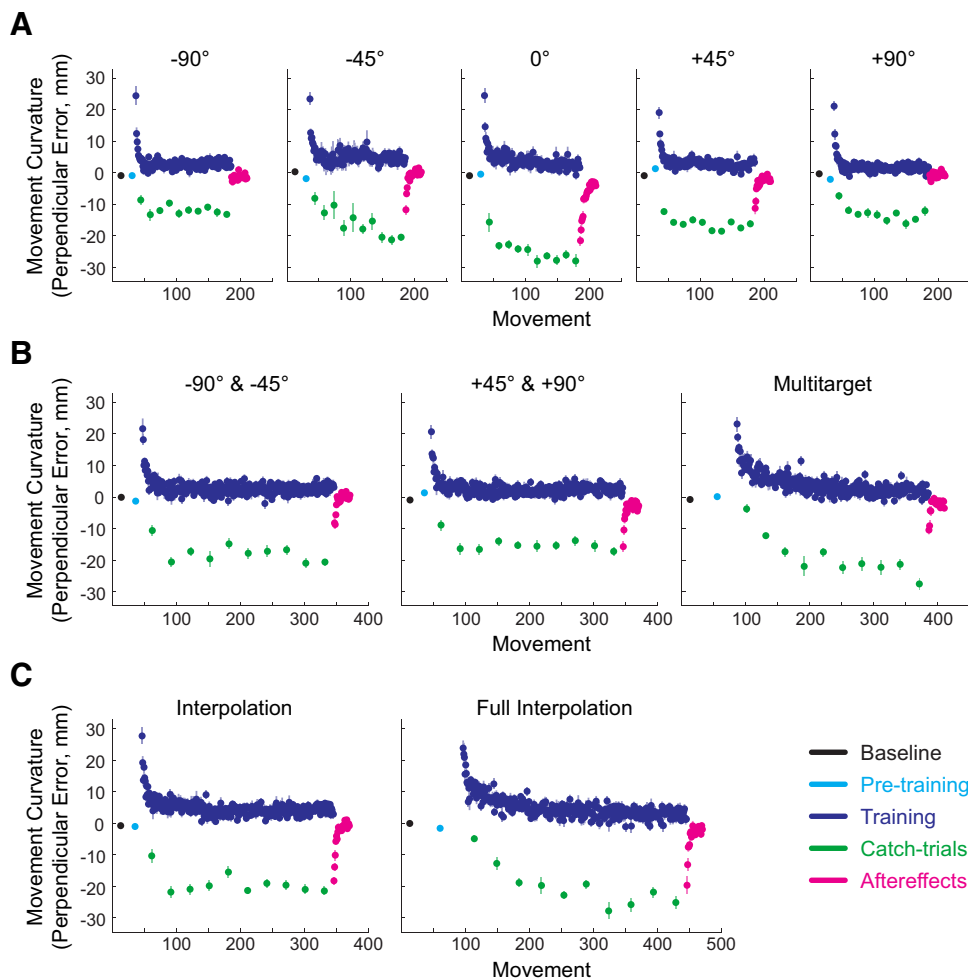 A
-90° -45° 0° +45° +90°
Movement Curvature
(Perpendicular Error, mm)
30
20
10
0
-10
-20
-30
100 200 100 200 100 200 100 200 100 200
Movement
B
-90° & -45° +45° & +90° Multitarget
Movement Curvature
(Perpendicular Error, mm)
30
20
10
0
-10
-20
-30
100 200 300 400 100 200 300 400 100 200 300 400
Movement
C
Interpolation Full Interpolation
Movement Curvature
(Perpendicular Error, mm)
30
20
10
0
-10
-20
-30
100 200 300 400 100 200 300 400 500
Movement
Baseline
Pre-training
Training
Catch-trials
Aftereffects